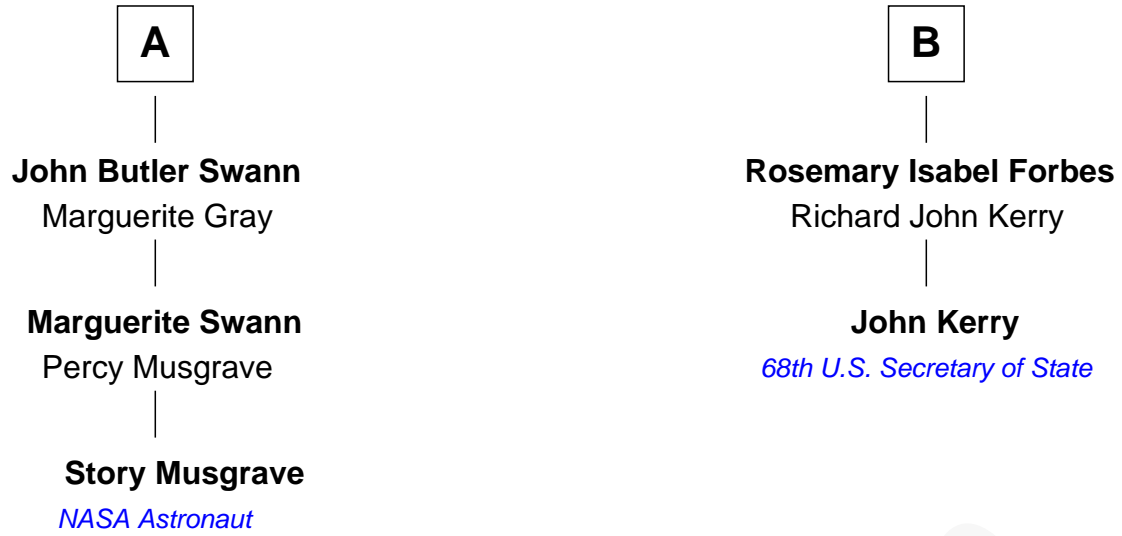 A
John Butler Swann
Marguerite Gray
Marguerite Swann
Percy Musgrave
Story Musgrave
NASA Astronaut
B
Rosemary Isabel Forbes
Richard John Kerry
John Kerry
68th U.S. Secretary of State